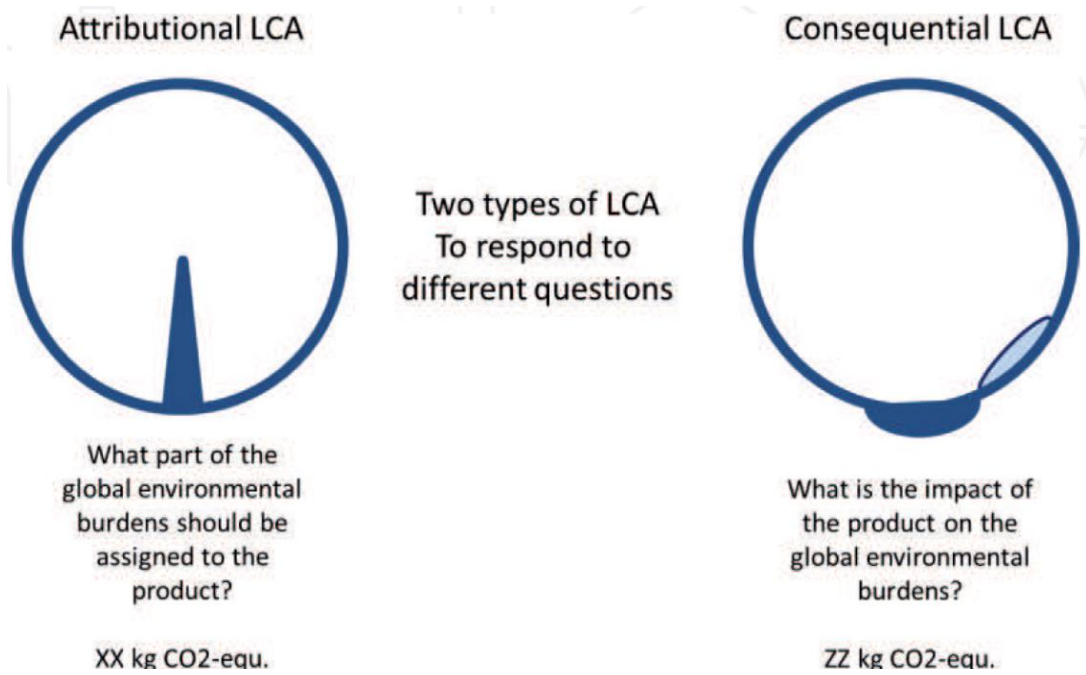 Attributional LCA
Consequential LCA
Two types of LCA
To respond to
different questions
What part of the
global environmental
burdens should be
assigned to the
product?
XX kg CO2-equ.
What is the impact of
the product on the
global environmental
burdens?
ZZ kg CO2-equ.